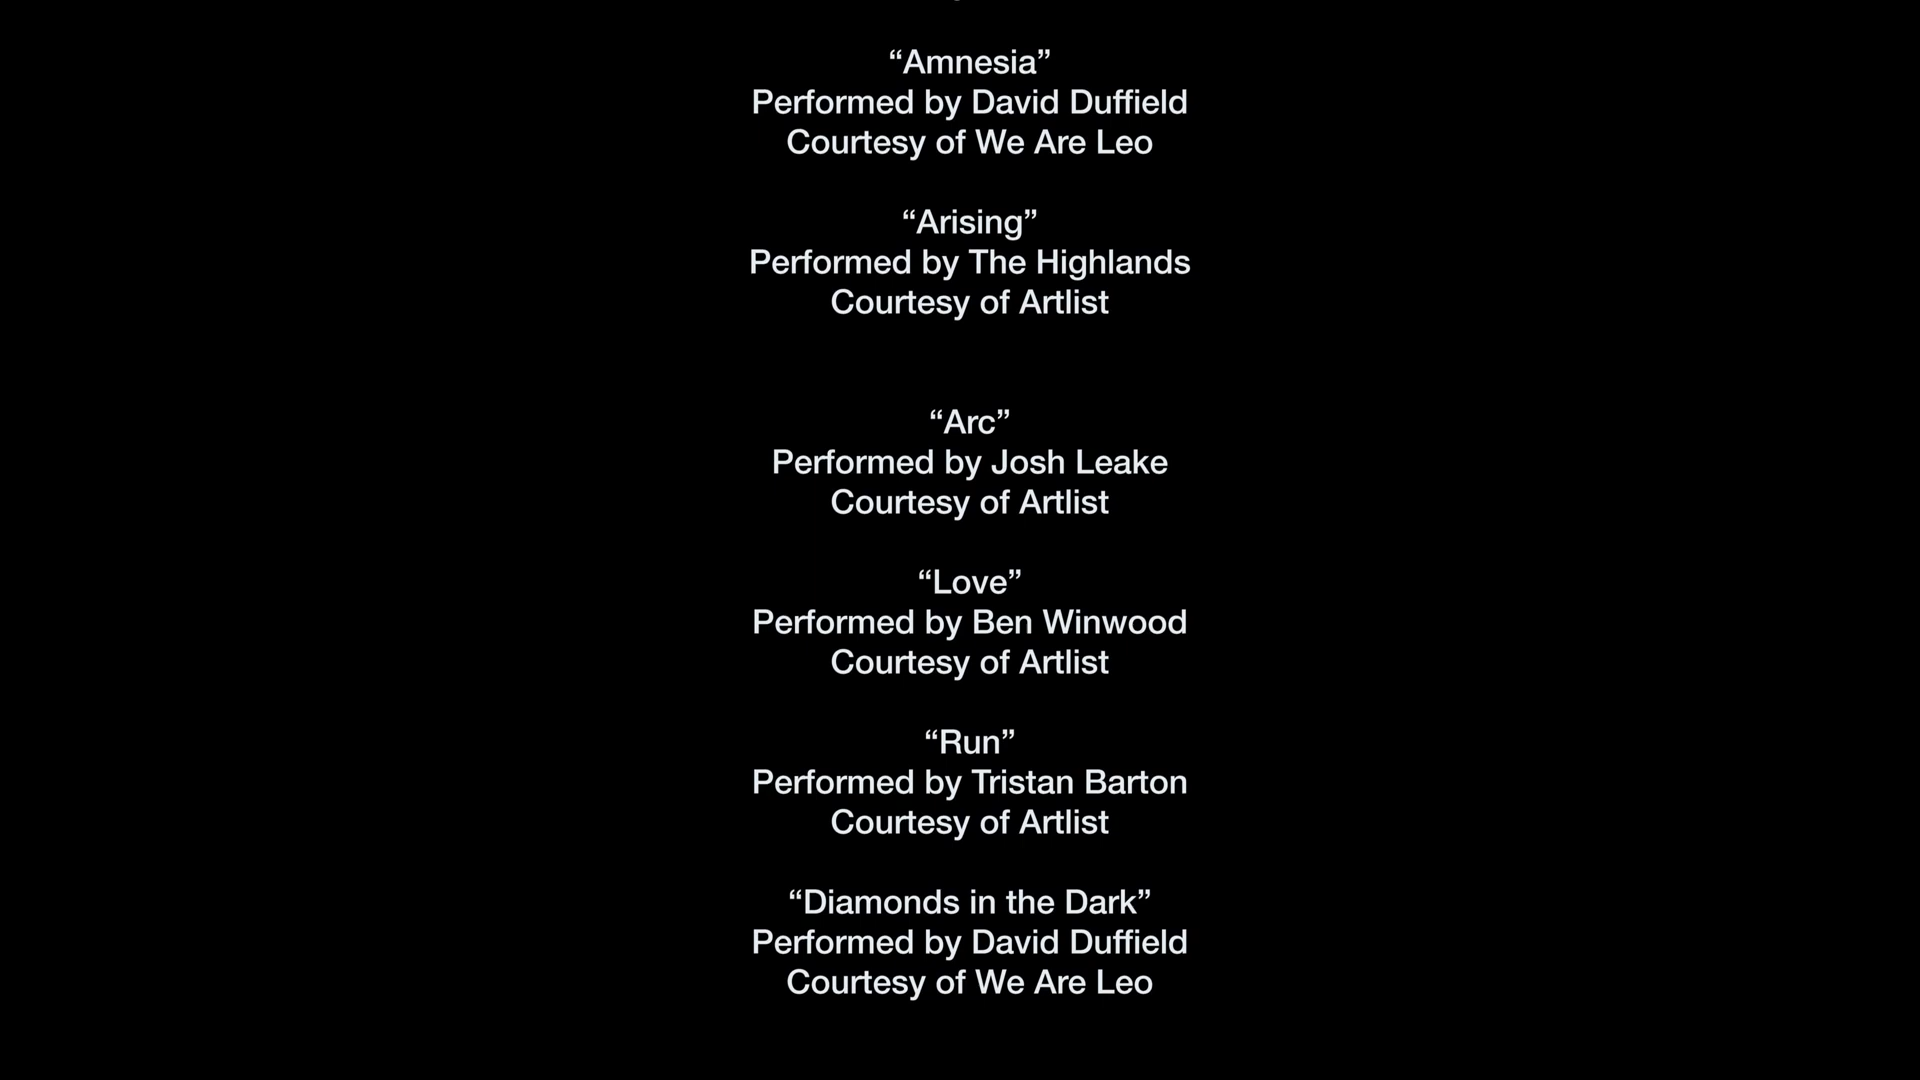 “Amnesia”
Performed by David Duffield
Courtesy of We Are Leo
“Arising”
Performed by The Highlands
Courtesy of Artlist
“Arc”
Performed by Josh Leake
Courtesy of Artlist
“Love”
Performed by Ben Winwood
Courtesy of Artlist
“Run”
Performed by Tristan Barton
Courtesy of Artlist
“Diamonds in the Dark”
Performed by David Duffield
Courtesy of We Are Leo